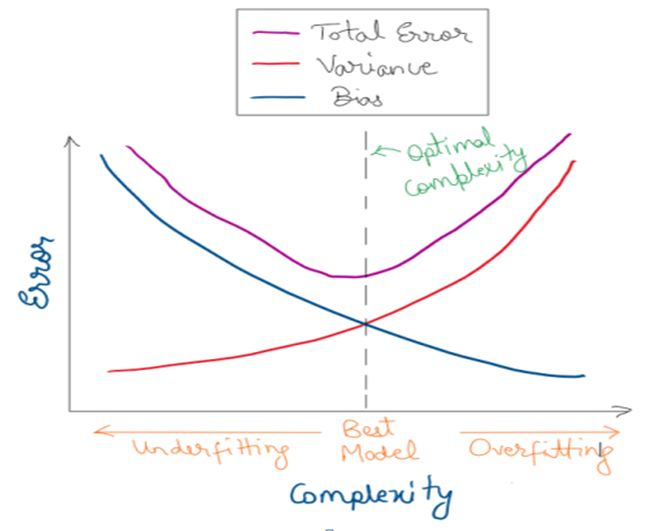 Total Error
Variance
Bias
← Optimal
Complexity
Error
Underfitting
Best
Model
Overfitting
Complexity